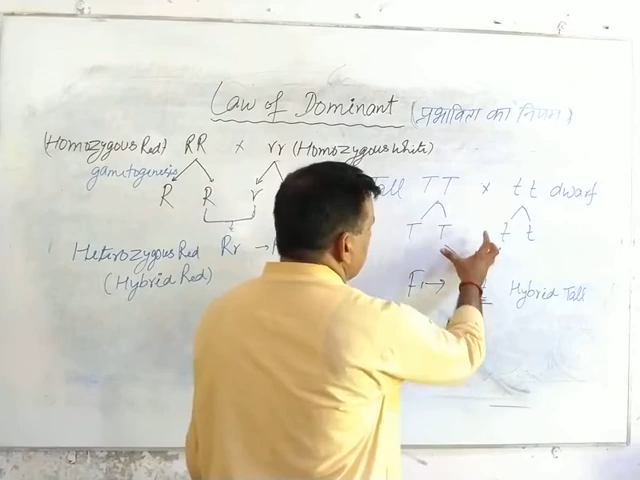 Law of Dominant (प्रभाविता का नियम)
(Homozygous Red) RR × rr (Homozygous White)
gamitogenesis
R R r
Heterozygous Red Rr →
(Hybrid Red)
Tall TT × tt dwarf
T T t t
F1 → Hybrid Tall